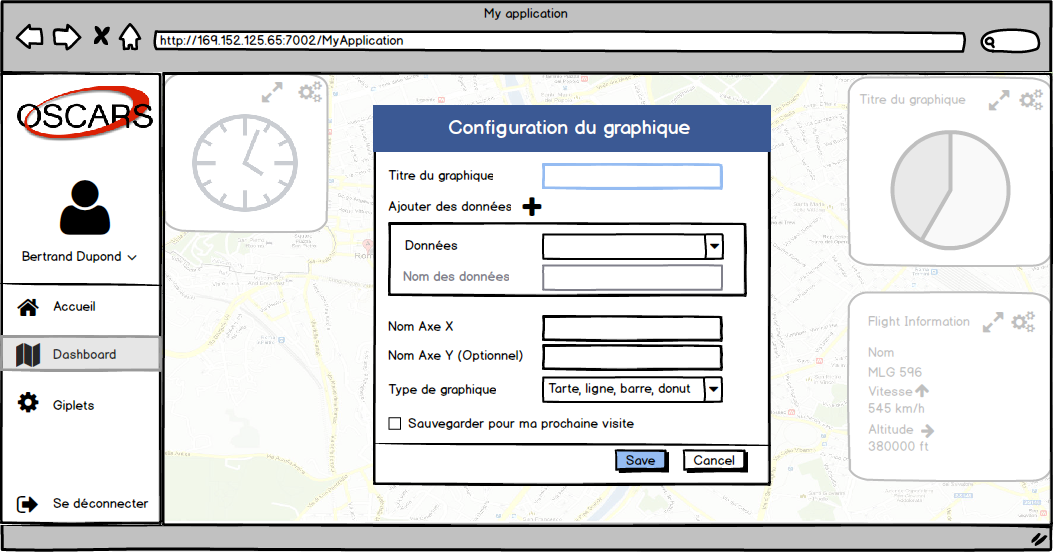 My application
http://169.152.125.65:7002/MyApplication
OSCARS
Bertrand Dupond
Accueil
Dashboard
Giplets
Se déconnecter
Configuration du graphique
Titre du graphique
Ajouter des données
Données
Nom des données
Nom Axe X
Nom Axe Y (Optionnel)
Type de graphique
Tarte, ligne, barre, donut
Sauvegarder pour ma prochaine visite
Save
Cancel
Titre du graphique
Flight Information
Nom
MLG 596
Vitesse
545 km/h
Altitude
380000 ft